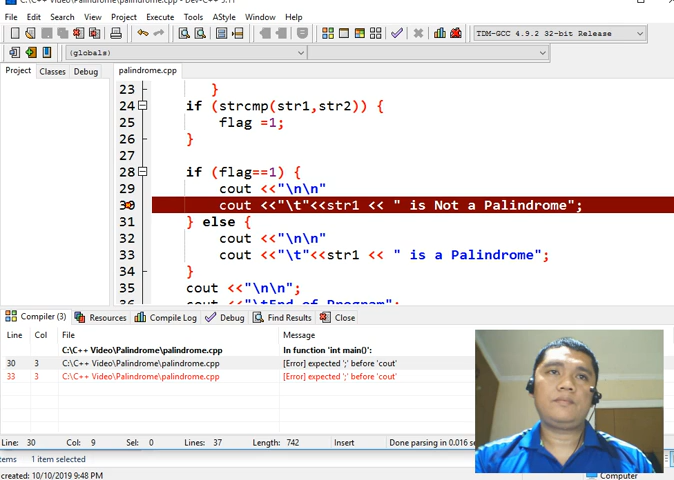 C:\C++ Video\Palindrome\palindrome.cpp - Dev-C++ 5.11
File Edit Search View Project Execute Tools AStyle Window Help
TDM-GCC 4.9.2 32-bit Release
(globals)
Project Classes Debug palindrome.cpp
23 }
24 if (strcmp(str1,str2)) {
25 flag =1;
26 }
27
28 if (flag==1) {
29 cout <<"\n\n"
30 cout <<"\t"<<str1 << " is Not a Palindrome";
31 } else {
32 cout <<"\n\n"
33 cout <<"\t"<<str1 << " is a Palindrome";
34 }
35 cout <<"\n\n";
36 cout <<"\tEnd of Program";
Compiler (3) Resources Compile Log Debug Find Results Close
Line Col File Message
C:\C++ Video\Palindrome\palindrome.cpp In function 'int main()':
30 3 C:\C++ Video\Palindrome\palindrome.cpp [Error] expected ';' before 'cout'
33 3 C:\C++ Video\Palindrome\palindrome.cpp [Error] expected ';' before 'cout'
Line: 30 Col: 9 Sel: 0 Lines: 37 Length: 742 Insert Done parsing in 0.016 se
items 1 item selected
created: 10/10/2019 9:48 PM Computer